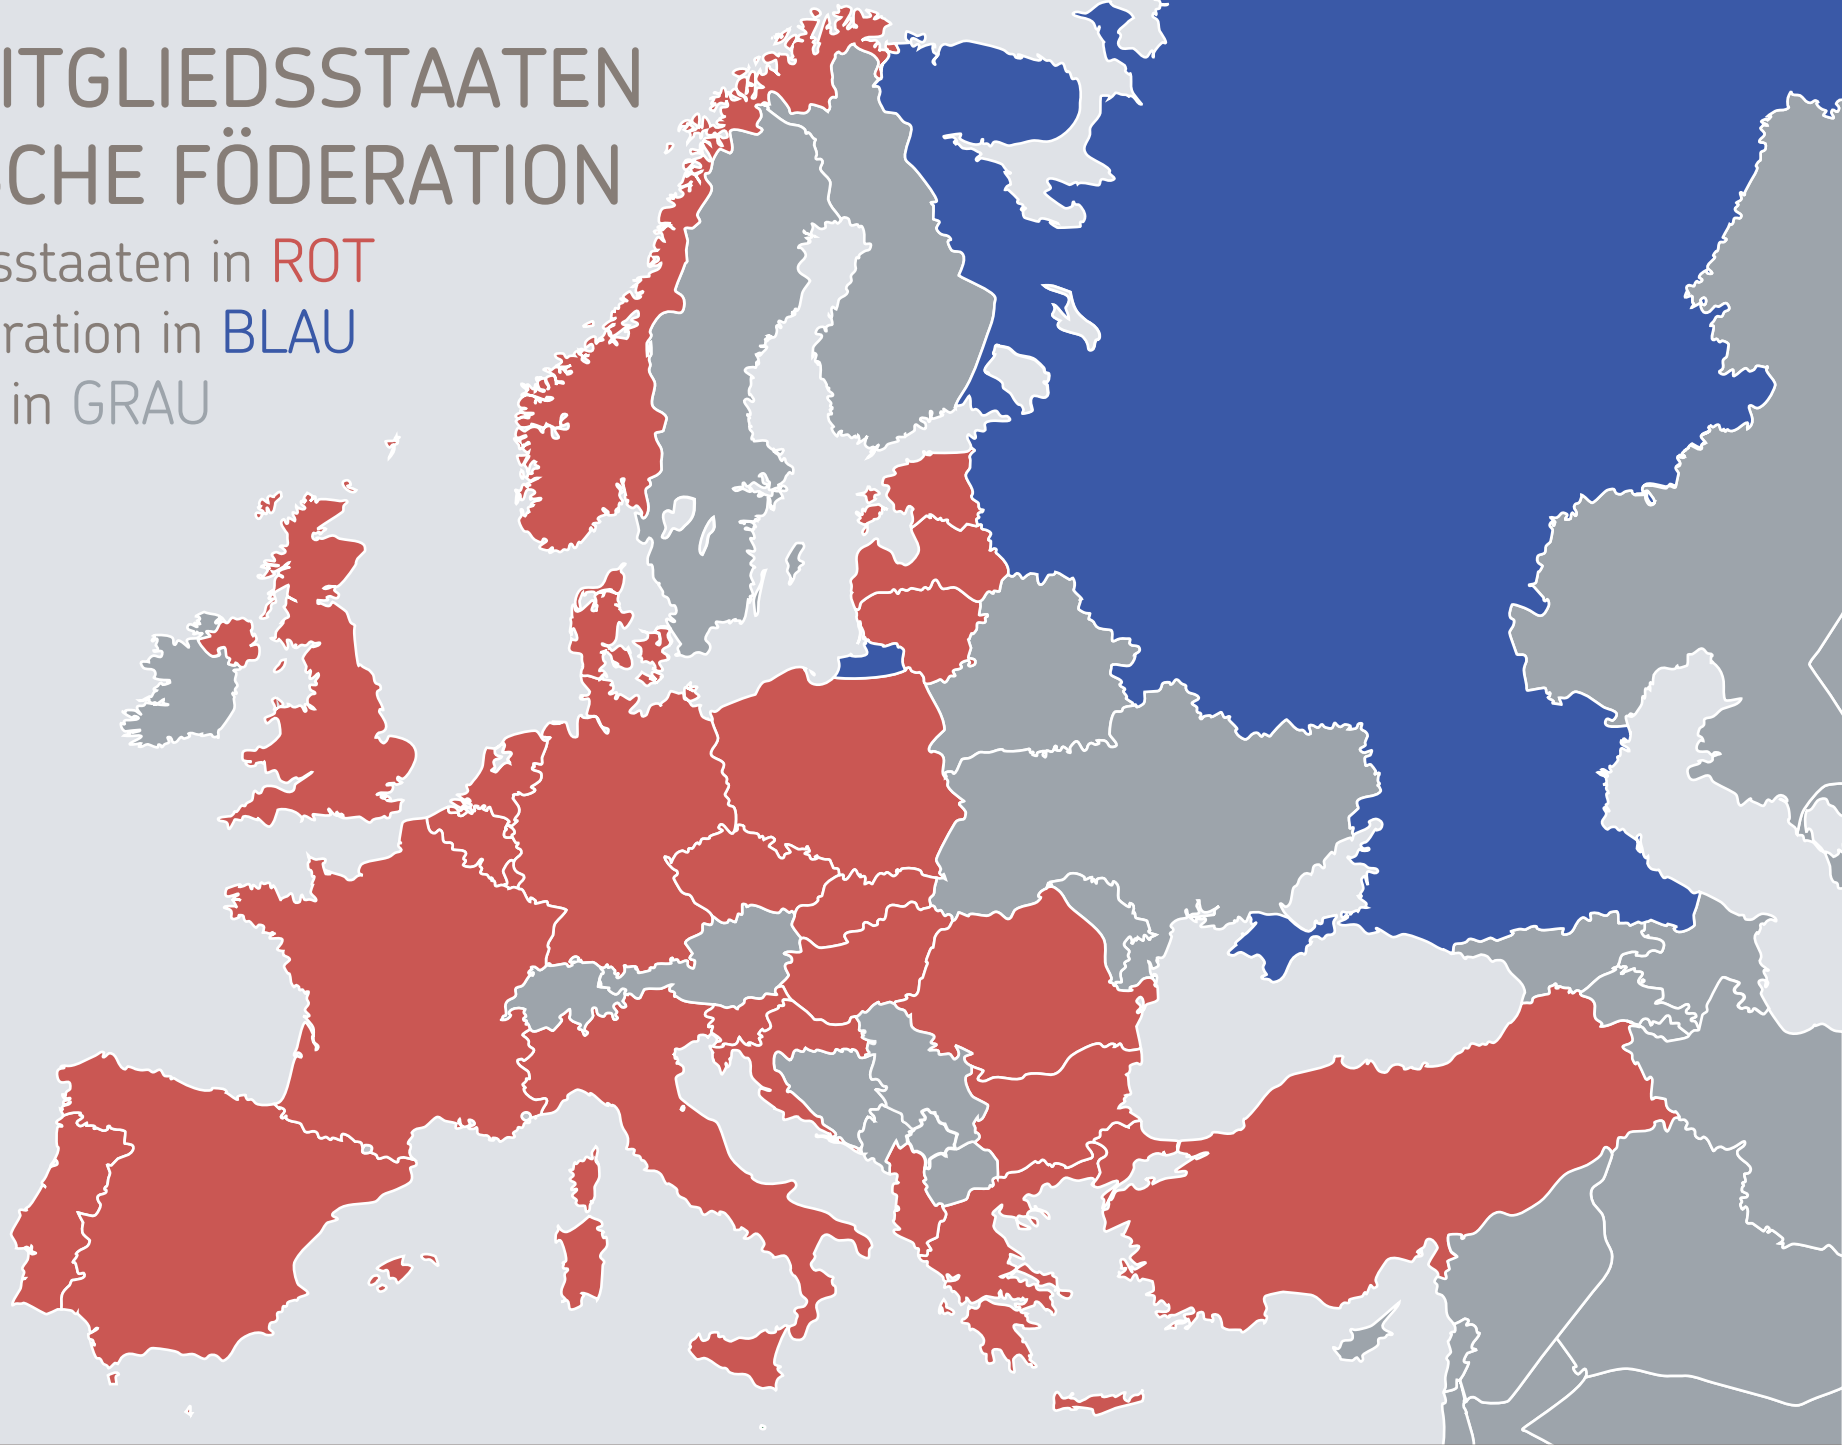 ITGLIEDSSTAATEN
CHE FÖDERATION
sstaaten in ROT
ration in BLAU
in GRAU